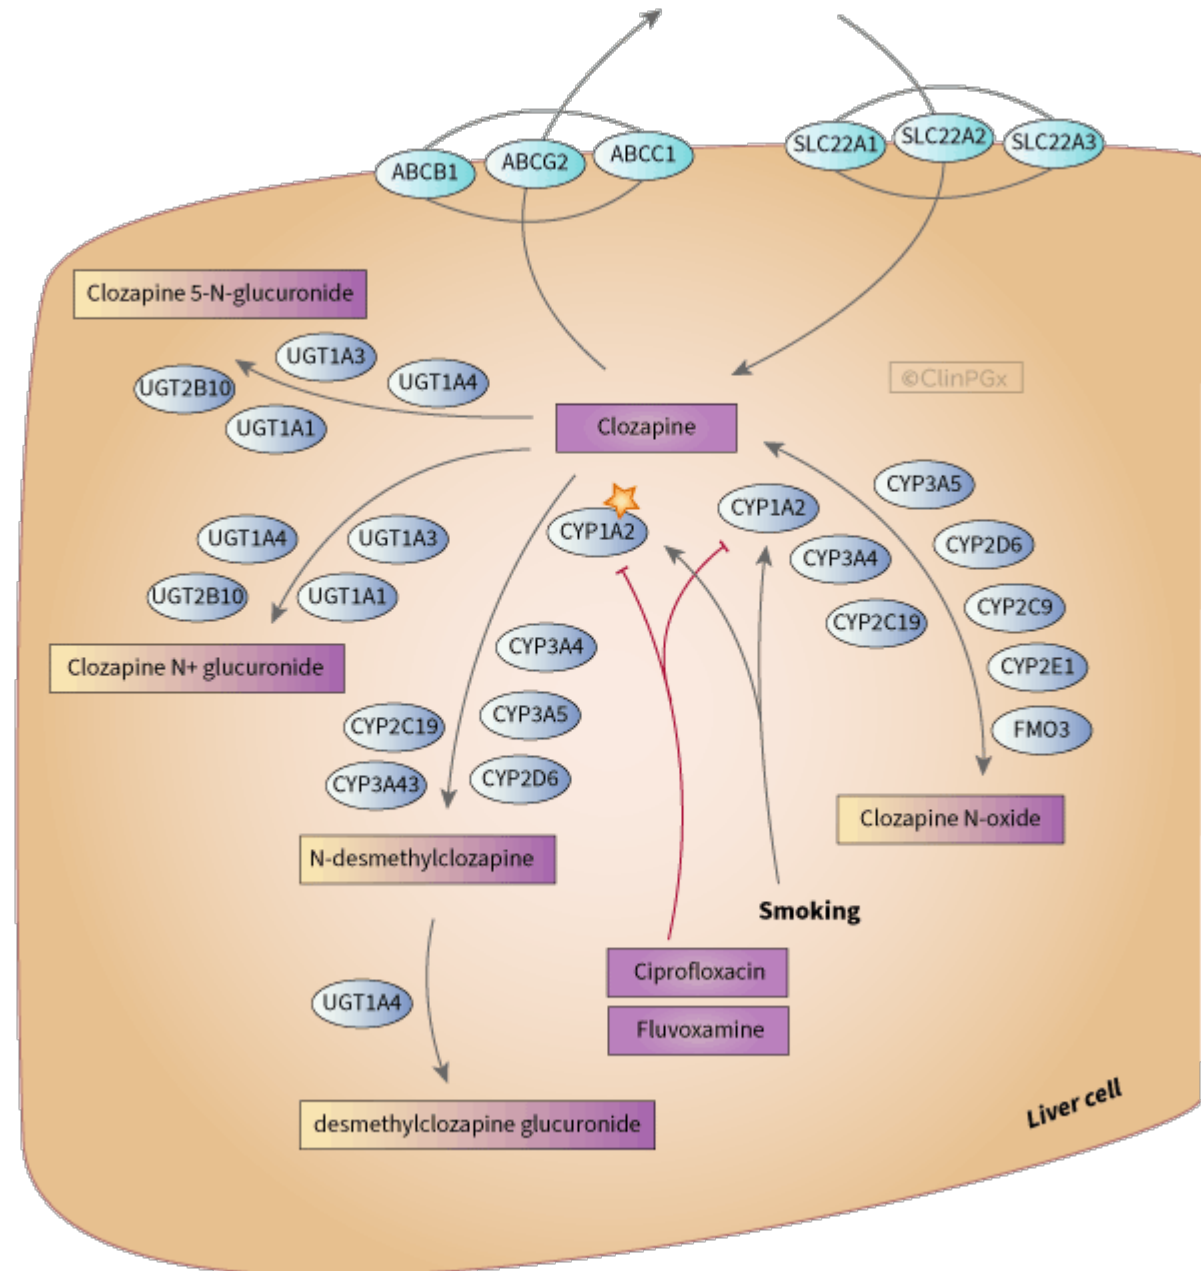 ABCB1
ABCG2
ABCC1
SLC22A1
SLC22A2
SLC22A3
Clozapine 5-N-glucuronide
UGT1A3
UGT1A4
UGT2B10
UGT1A1
©ClinPGx
Clozapine
CYP1A2
CYP1A2
CYP3A5
CYP2D6
CYP3A4
CYP2C9
CYP2C19
CYP2E1
FMO3
UGT1A4
UGT1A3
UGT2B10
UGT1A1
Clozapine N+ glucuronide
CYP3A4
CYP2C19
CYP3A5
CYP3A43
CYP2D6
Clozapine N-oxide
N-desmethylclozapine
Smoking
Ciprofloxacin
Fluvoxamine
UGT1A4
desmethylclozapine glucuronide
Liver cell